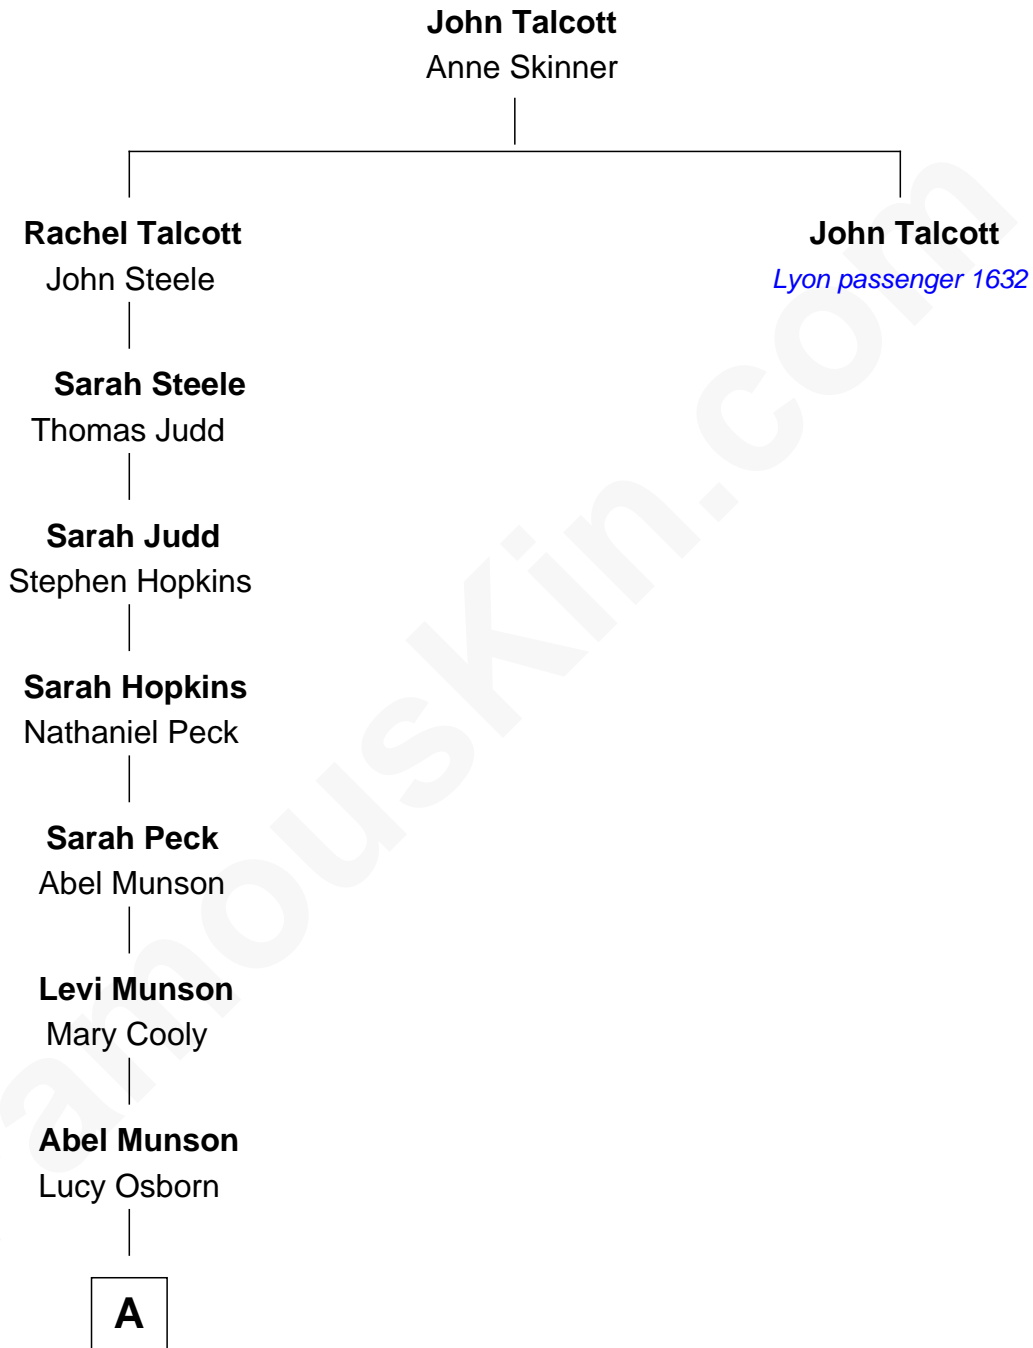 John Talcott
Anne Skinner
Rachel Talcott
John Steele
John Talcott
Lyon passenger 1632
Sarah Steele
Thomas Judd
Sarah Judd
Stephen Hopkins
Sarah Hopkins
Nathaniel Peck
Sarah Peck
Abel Munson
Levi Munson
Mary Cooly
Abel Munson
Lucy Osborn
A
amouskin.com